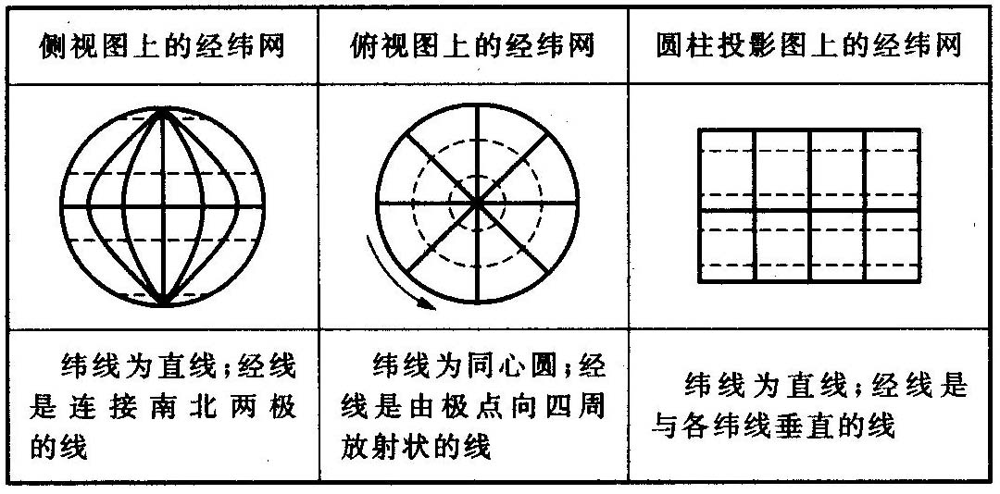 侧视图上的经纬网
俯视图上的经纬网
圆柱投影图上的经纬网
纬线为直线;经线
是连接南北两极
的线
纬线为同心圆;经
线是由极点向四周
放射状的线
纬线为直线;经线是
与各纬线垂直的线